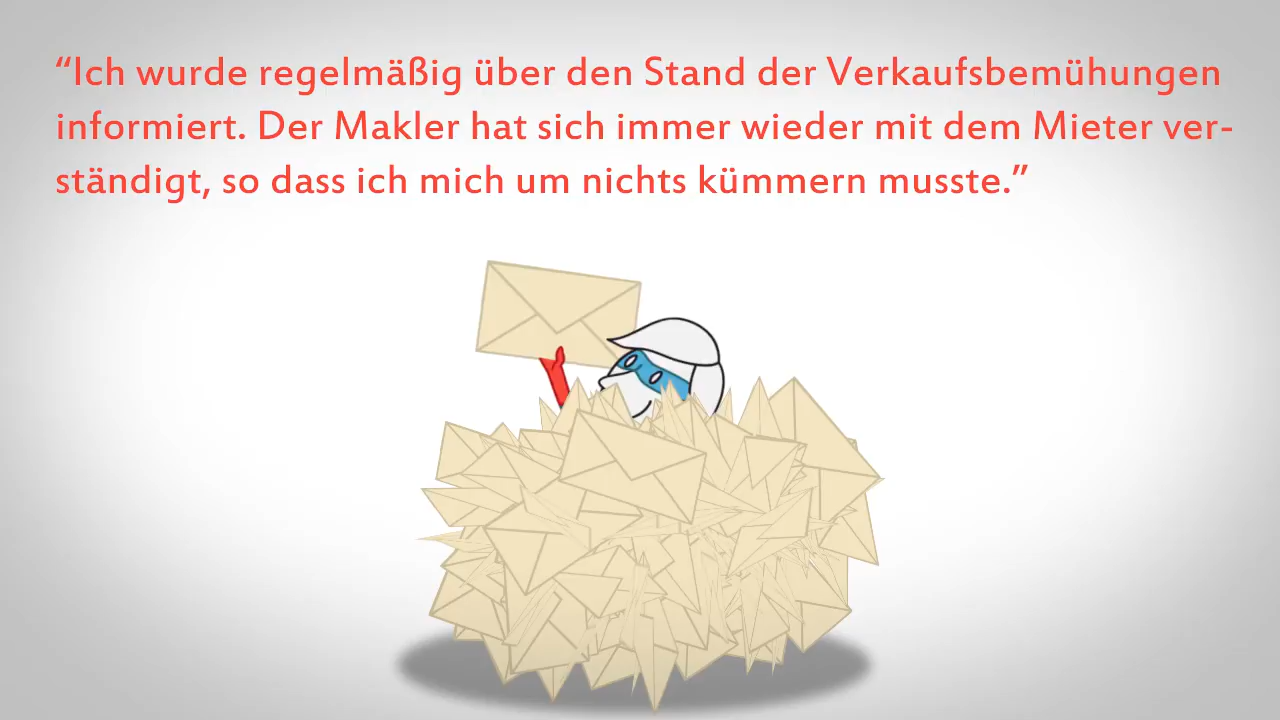 “Ich wurde regelmäßig über den Stand der Verkaufsbemühungen
informiert. Der Makler hat sich immer wieder mit dem Mieter ver-
ständigt, so dass ich mich um nichts kümmern musste.”